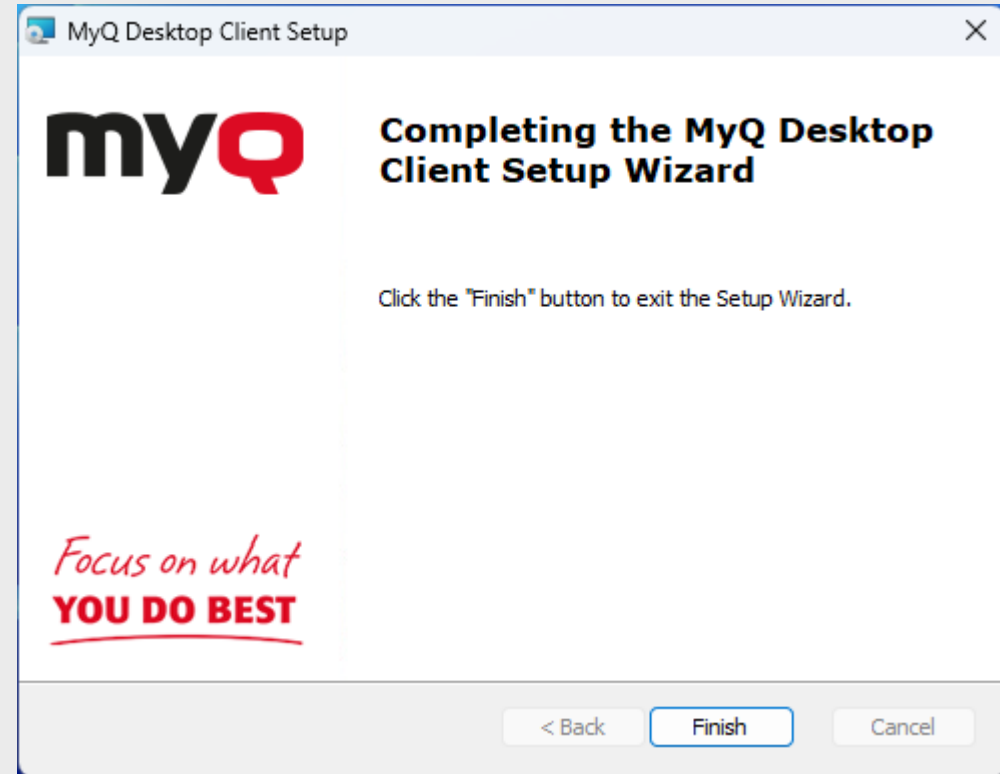 MyQ Desktop Client Setup
myQ
Completing the MyQ Desktop
Client Setup Wizard
Click the "Finish" button to exit the Setup Wizard.
Focus on what
YOU DO BEST
< Back
Finish
Cancel